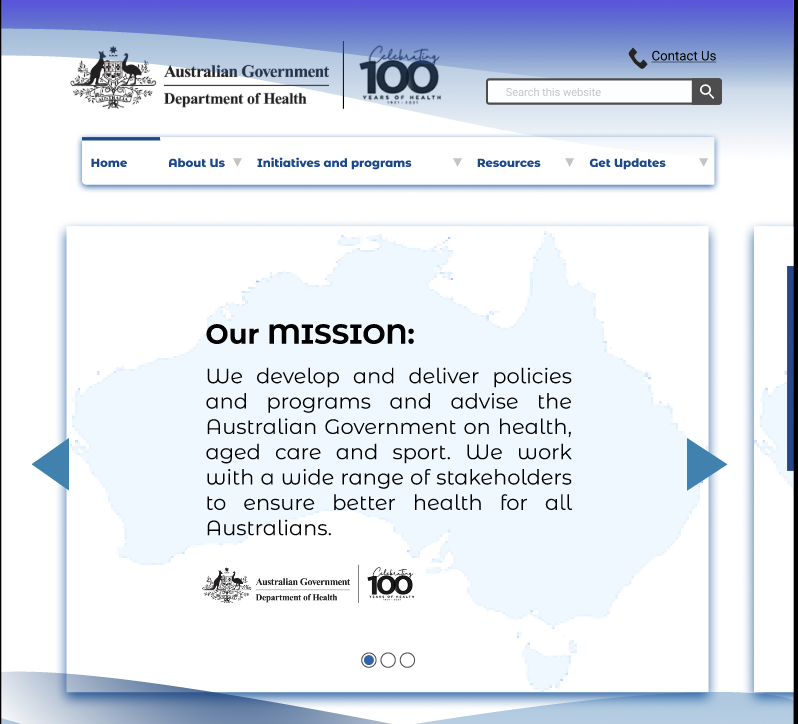 Celebrating
100
YEARS OF HEALTH
1921 - 2021
Australian Government
Department of Health
Contact Us
Search this website
Home
About Us
Initiatives and programs
Resources
Get Updates
Our MISSION:
We develop and deliver policies
and programs and advise the
Australian Government on health,
aged care and sport. We work
with a wide range of stakeholders
to ensure better health for all
Australians.
Australian Government
Department of Health
Celebrating
100
YEARS OF HEALTH